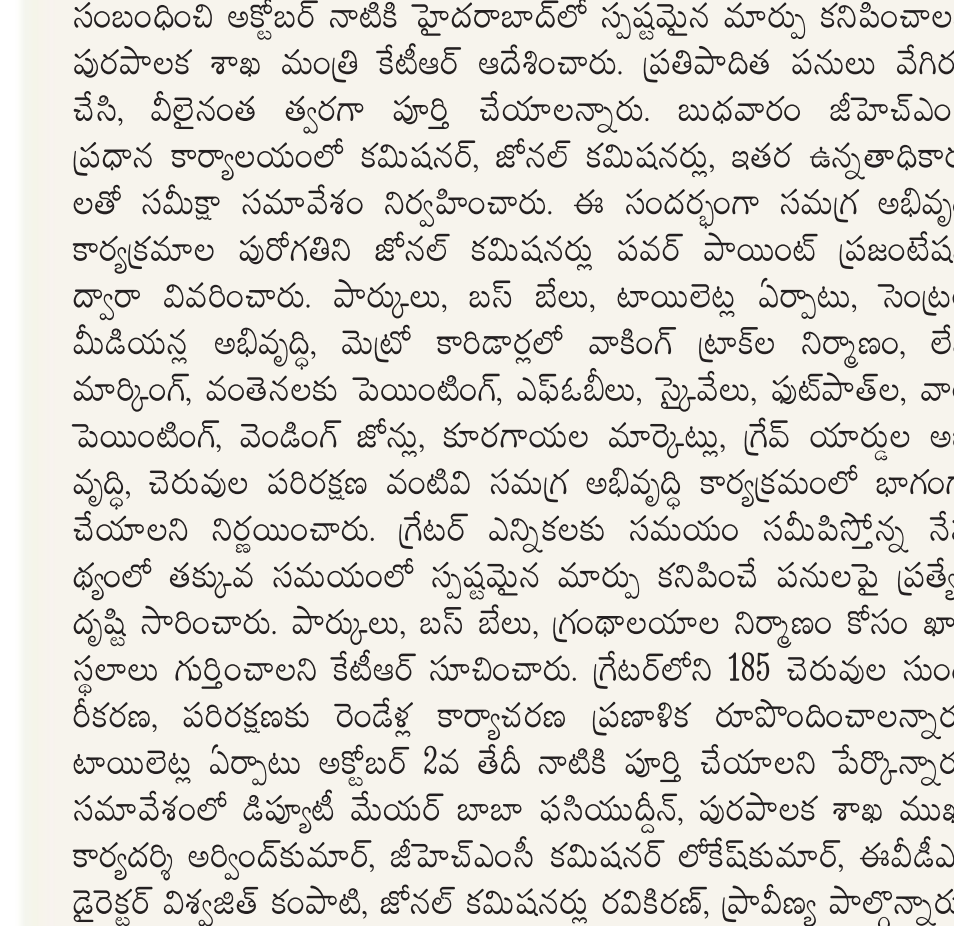 సంబంధించి అక్టోబర్ నాటికి హైదరాబాద్‌లో స్పష్టమైన మార్పు కనిపించాల
పురపాలక శాఖ మంత్రి కేటీఆర్ ఆదేశించారు. ప్రతిపాదిత పనులు వేగిర
చేసి, వీలైనంత త్వరగా పూర్తి చేయాలన్నారు. బుధవారం జీహెచ్ఎం
ప్రధాన కార్యాలయంలో కమిషనర్, జోనల్ కమిషనర్లు, ఇతర ఉన్నతాధికార
లతో సమీక్షా సమావేశం నిర్వహించారు. ఈ సందర్భంగా సమగ్ర అభివృ
కార్యక్రమాల పురోగతిని జోనల్ కమిషనర్లు పవర్ పాయింట్ ప్రజంటేష
ద్వారా వివరించారు. పార్కులు, బస్ బేలు, టాయిలెట్ల ఏర్పాటు, సెంట్ర
మీడియన్ల అభివృద్ధి, మెట్రో కారిడార్లలో వాకింగ్ ట్రాక్‌ల నిర్మాణం, లే
మార్కింగ్, వంతెనలకు పెయింటింగ్, ఎఫ్ఓబీలు, స్కైవేలు, ఫుట్‌పాత్‌ల, వా
పెయింటింగ్, వెండింగ్ జోన్లు, కూరగాయల మార్కెట్లు, గ్రేవ్ యార్డుల అ
వృద్ధి, చెరువుల పరిరక్షణ వంటివి సమగ్ర అభివృద్ధి కార్యక్రమంలో భాగంగ
చేయాలని నిర్ణయించారు. గ్రేటర్ ఎన్నికలకు సమయం సమీపిస్తోన్న నే
థ్యంలో తక్కువ సమయంలో స్పష్టమైన మార్పు కనిపించే పనులపై ప్రత్యే
దృష్టి సారించారు. పార్కులు, బస్ బేలు, గ్రంథాలయాల నిర్మాణం కోసం ఖా
స్థలాలు గుర్తించాలని కేటీఆర్ సూచించారు. గ్రేటర్‌లోని 185 చెరువుల సుం
రీకరణ, పరిరక్షణకు రెండేళ్ల కార్యాచరణ ప్రణాళిక రూపొందించాలన్నార
టాయిలెట్ల ఏర్పాటు అక్టోబర్ 2వ తేదీ నాటికి పూర్తి చేయాలని పేర్కొన్నార
సమావేశంలో డిప్యూటీ మేయర్ బాబా ఫసియుద్దీన్, పురపాలక శాఖ ముఖ
కార్యదర్శి అర్వింద్‌కుమార్, జీహెచ్ఎంసీ కమిషనర్ లోకేష్‌కుమార్, ఈవీడీఎ
డైరెక్టర్ విశ్వజిత్ కంపాటి, జోనల్ కమిషనర్లు రవికిరణ్, ప్రావీణ్య పాల్గొన్నారు